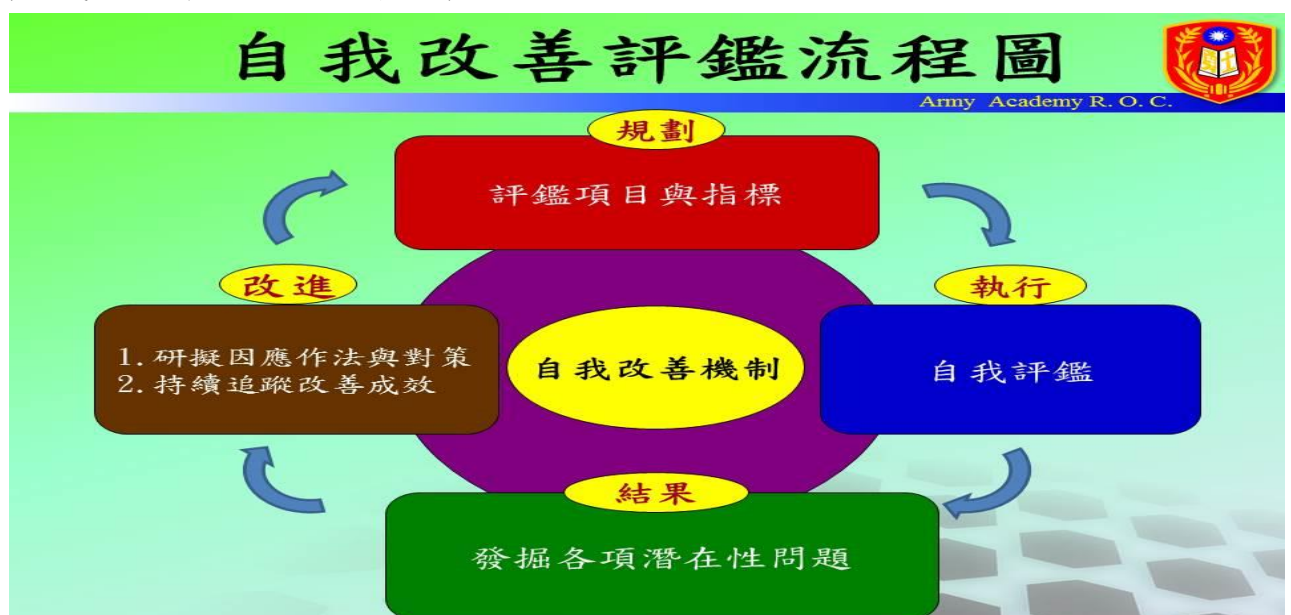 自我改善評鑑流程圖
Army Academy R. O. C.
規劃
評鑑項目與指標
改進
1. 研擬因應作法與對策
2. 持續追蹤改善成效
自我改善機制
執行
自我評鑑
結果
發掘各項潛在性問題